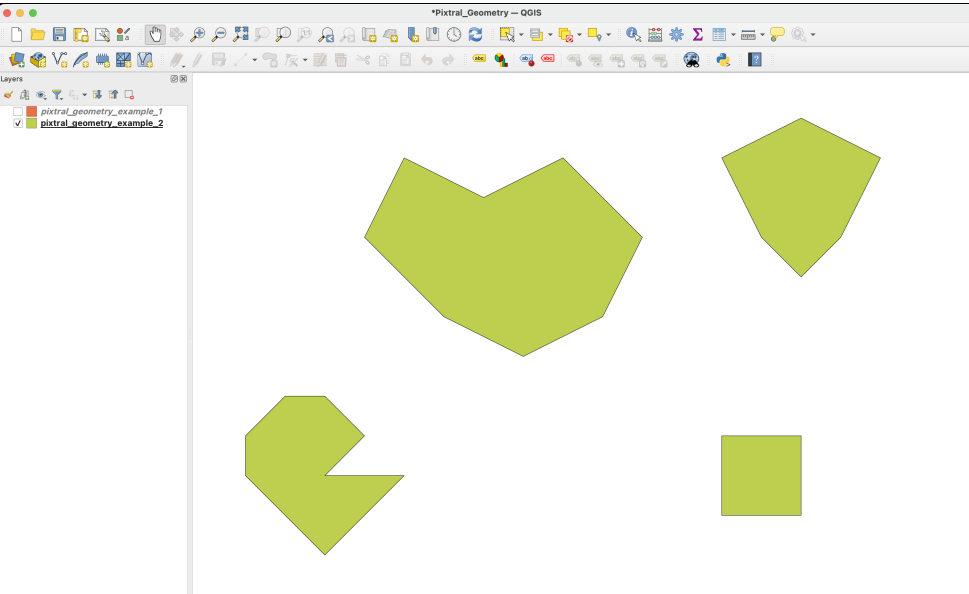 *Pixtral_Geometry — QGIS
Layers
pixtral_geometry_example_1
pixtral_geometry_example_2